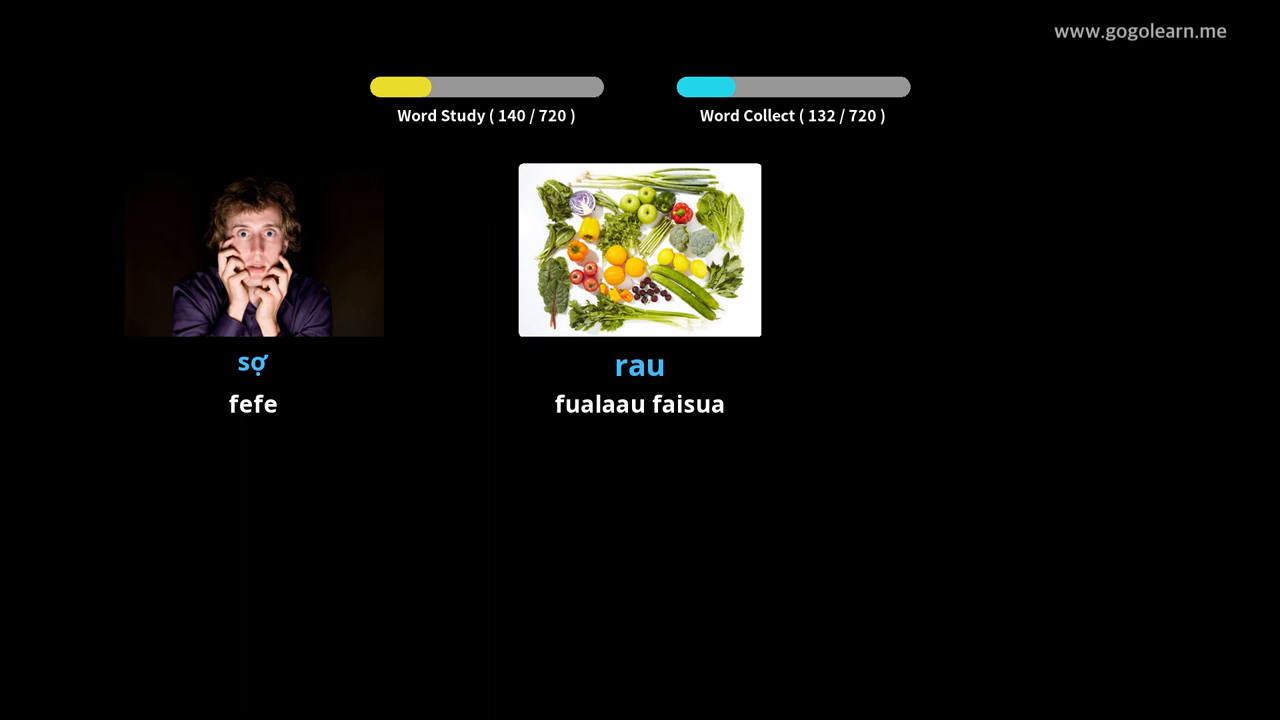 www.gogolearn.me
Word Study ( 140 / 720 )
Word Collect ( 132 / 720 )
sợ
fefe
rau
fualaau faisua